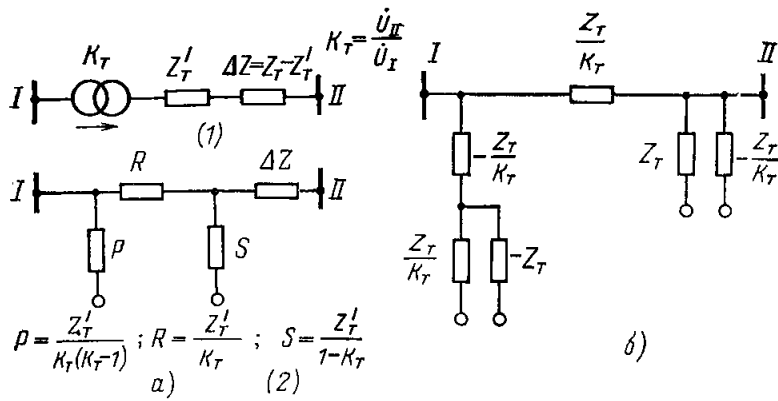 K_T = U̇_II / U̇_I
I K_T Z'_T ΔZ=Z_T-Z'_T II
(1)
I R ΔZ II
P S
P = Z'_T / K_T(K_T-1) ; R = Z'_T / K_T ; S = Z'_T / 1-K_T
а) (2)
I Z_T/K_T II
-Z_T/K_T Z_T -Z_T/K_T
Z_T/K_T -Z_T
б)